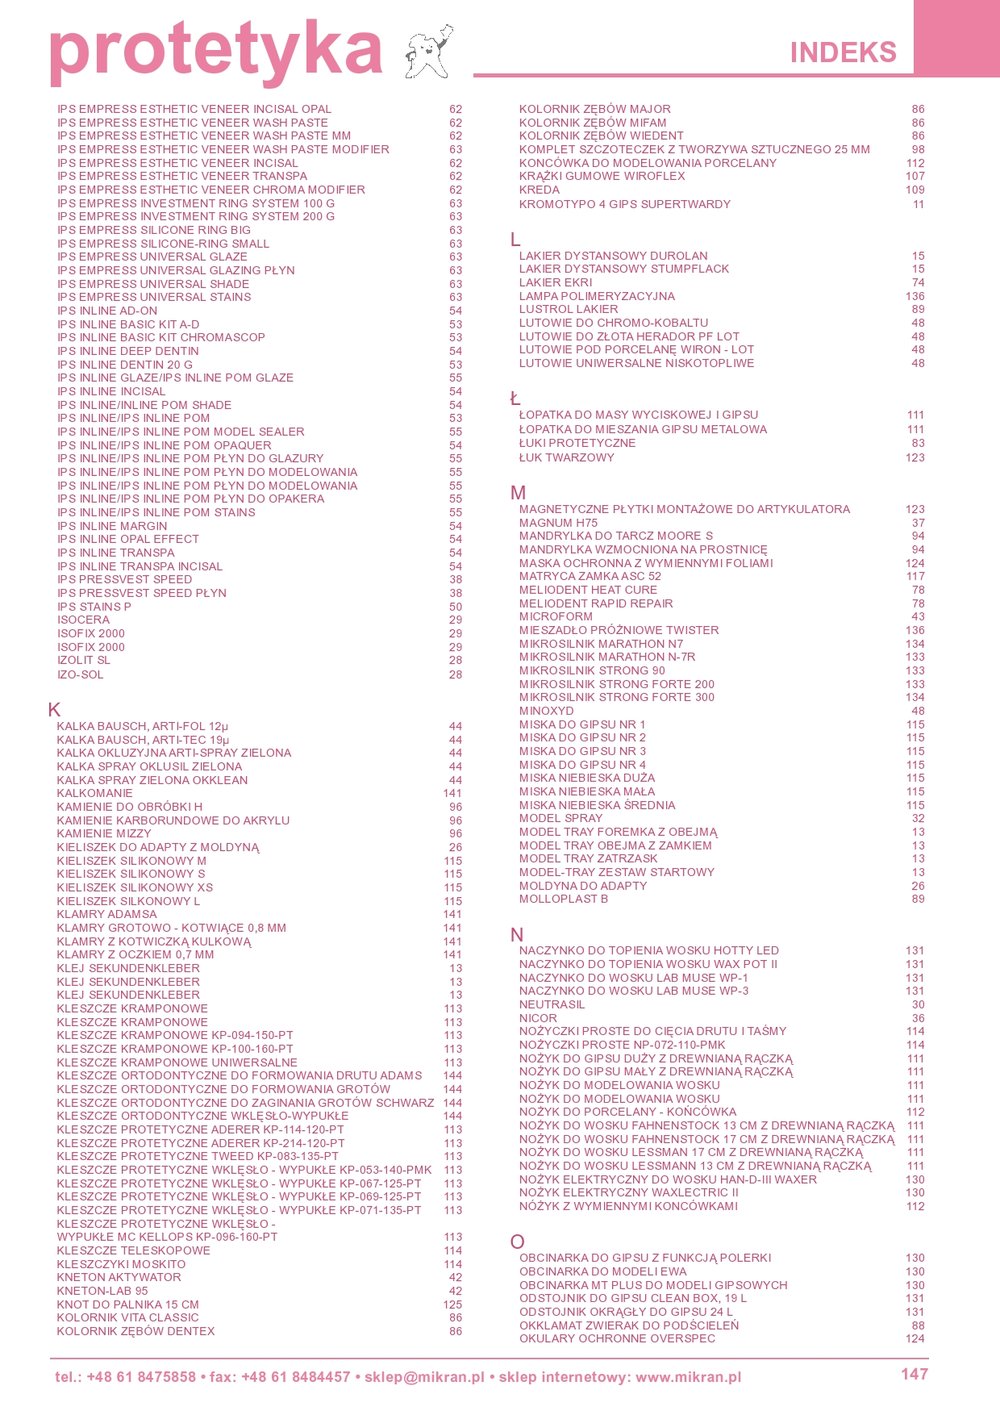 protetyka
INDEKS
IPS EMPRESS ESTHETIC VENEER INCISAL OPAL 62
IPS EMPRESS ESTHETIC VENEER WASH PASTE 62
IPS EMPRESS ESTHETIC VENEER WASH PASTE MM 62
IPS EMPRESS ESTHETIC VENEER WASH PASTE MODIFIER 63
IPS EMPRESS ESTHETIC VENEER INCISAL 62
IPS EMPRESS ESTHETIC VENEER TRANSPA 62
IPS EMPRESS ESTHETIC VENEER CHROMA MODIFIER 62
IPS EMPRESS INVESTMENT RING SYSTEM 100 G 63
IPS EMPRESS INVESTMENT RING SYSTEM 200 G 63
IPS EMPRESS SILICONE RING BIG 63
IPS EMPRESS SILICONE-RING SMALL 63
IPS EMPRESS UNIVERSAL GLAZE 63
IPS EMPRESS UNIVERSAL GLAZING PŁYN 63
IPS EMPRESS UNIVERSAL SHADE 63
IPS EMPRESS UNIVERSAL STAINS 63
IPS INLINE AD-ON 54
IPS INLINE BASIC KIT A-D 53
IPS INLINE BASIC KIT CHROMASCOP 53
IPS INLINE DEEP DENTIN 54
IPS INLINE DENTIN 20 G 53
IPS INLINE GLAZE/IPS INLINE POM GLAZE 55
IPS INLINE INCISAL 54
IPS INLINE/INLINE POM SHADE 54
IPS INLINE/IPS INLINE POM 53
IPS INLINE/IPS INLINE POM MODEL SEALER 55
IPS INLINE/IPS INLINE POM OPAQUER 54
IPS INLINE/IPS INLINE POM PŁYN DO GLAZURY 55
IPS INLINE/IPS INLINE POM PŁYN DO MODELOWANIA 55
IPS INLINE/IPS INLINE POM PŁYN DO MODELOWANIA 55
IPS INLINE/IPS INLINE POM PŁYN DO OPAKERA 55
IPS INLINE/IPS INLINE POM STAINS 55
IPS INLINE MARGIN 54
IPS INLINE OPAL EFFECT 54
IPS INLINE TRANSPA 54
IPS INLINE TRANSPA INCISAL 54
IPS PRESSVEST SPEED 38
IPS PRESSVEST SPEED PŁYN 38
IPS STAINS P 50
ISOCERA 29
ISOFIX 2000 29
ISOFIX 2000 29
IZOLIT SL 28
IZO-SOL 28
K
KALKA BAUSCH, ARTI-FOL 12µ 44
KALKA BAUSCH, ARTI-TEC 19µ 44
KALKA OKLUZYJNA ARTI-SPRAY ZIELONA 44
KALKA SPRAY OKLUSIL ZIELONA 44
KALKA SPRAY ZIELONA OKKLEAN 44
KALKOMANIE 141
KAMIENIE DO OBRÓBKI H 96
KAMIENIE KARBORUNDOWE DO AKRYLU 96
KAMIENIE MIZZY 96
KIELISZEK DO ADAPTY Z MOLDYNĄ 26
KIELISZEK SILIKONOWY M 115
KIELISZEK SILIKONOWY S 115
KIELISZEK SILIKONOWY XS 115
KIELISZEK SILKONOWY L 115
KLAMRY ADAMSA 141
KLAMRY GROTOWO - KOTWIĄCE 0,8 MM 141
KLAMRY Z KOTWICZKĄ KULKOWĄ 141
KLAMRY Z OCZKIEM 0,7 MM 141
KLEJ SEKUNDENKLEBER 13
KLEJ SEKUNDENKLEBER 13
KLEJ SEKUNDENKLEBER 13
KLESZCZE KRAMPONOWE 113
KLESZCZE KRAMPONOWE 113
KLESZCZE KRAMPONOWE KP-094-150-PT 113
KLESZCZE KRAMPONOWE KP-100-160-PT 113
KLESZCZE KRAMPONOWE UNIWERSALNE 113
KLESZCZE ORTODONTYCZNE DO FORMOWANIA DRUTU ADAMS 144
KLESZCZE ORTODONTYCZNE DO FORMOWANIA GROTÓW 144
KLESZCZE ORTODONTYCZNE DO ZAGINANIA GROTÓW SCHWARZ 144
KLESZCZE ORTODONTYCZNE WKLĘSŁO-WYPUKŁE 144
KLESZCZE PROTETYCZNE ADERER KP-114-120-PT 113
KLESZCZE PROTETYCZNE ADERER KP-214-120-PT 113
KLESZCZE PROTETYCZNE TWEED KP-083-135-PT 113
KLESZCZE PROTETYCZNE WKLĘSŁO - WYPUKŁE KP-053-140-PMK 113
KLESZCZE PROTETYCZNE WKLĘSŁO - WYPUKŁE KP-067-125-PT 113
KLESZCZE PROTETYCZNE WKLĘSŁO - WYPUKŁE KP-069-125-PT 113
KLESZCZE PROTETYCZNE WKLĘSŁO - WYPUKŁE KP-071-135-PT 113
KLESZCZE PROTETYCZNE WKLĘSŁO -
WYPUKŁE MC KELLOPS KP-096-160-PT 113
KLESZCZE TELESKOPOWE 114
KLESZCZYKI MOSKITO 114
KNETON AKTYWATOR 42
KNETON-LAB 95 42
KNOT DO PALNIKA 15 CM 125
KOLORNIK VITA CLASSIC 86
KOLORNIK ZĘBÓW DENTEX 86
KOLORNIK ZĘBÓW MAJOR 86
KOLORNIK ZĘBÓW MIFAM 86
KOLORNIK ZĘBÓW WIEDENT 86
KOMPLET SZCZOTECZEK Z TWORZYWA SZTUCZNEGO 25 MM 98
KONCÓWKA DO MODELOWANIA PORCELANY 112
KRĄŻKI GUMOWE WIROFLEX 107
KREDA 109
KROMOTYPO 4 GIPS SUPERTWARDY 11
L
LAKIER DYSTANSOWY DUROLAN 15
LAKIER DYSTANSOWY STUMPFLACK 15
LAKIER EKRI 74
LAMPA POLIMERYZACYJNA 136
LUSTROL LAKIER 89
LUTOWIE DO CHROMO-KOBALTU 48
LUTOWIE DO ZŁOTA HERADOR PF LOT 48
LUTOWIE POD PORCELANĘ WIRON - LOT 48
LUTOWIE UNIWERSALNE NISKOTOPLIWE 48
Ł
ŁOPATKA DO MASY WYCISKOWEJ I GIPSU 111
ŁOPATKA DO MIESZANIA GIPSU METALOWA 111
ŁUKI PROTETYCZNE 83
ŁUK TWARZOWY 123
M
MAGNETYCZNE PŁYTKI MONTAŻOWE DO ARTYKULATORA 123
MAGNUM H75 37
MANDRYLKA DO TARCZ MOORE S 94
MANDRYLKA WZMOCNIONA NA PROSTNICĘ 94
MASKA OCHRONNA Z WYMIENNYMI FOLIAMI 124
MATRYCA ZAMKA ASC 52 117
MELIODENT HEAT CURE 78
MELIODENT RAPID REPAIR 78
MICROFORM 43
MIESZADŁO PRÓŻNIOWE TWISTER 136
MIKROSILNIK MARATHON N7 134
MIKROSILNIK MARATHON N-7R 133
MIKROSILNIK STRONG 90 133
MIKROSILNIK STRONG FORTE 200 133
MIKROSILNIK STRONG FORTE 300 134
MINOXYD 48
MISKA DO GIPSU NR 1 115
MISKA DO GIPSU NR 2 115
MISKA DO GIPSU NR 3 115
MISKA DO GIPSU NR 4 115
MISKA NIEBIESKA DUŻA 115
MISKA NIEBIESKA MAŁA 115
MISKA NIEBIESKA ŚREDNIA 115
MODEL SPRAY 32
MODEL TRAY FOREMKA Z OBEJMĄ 13
MODEL TRAY OBEJMA Z ZAMKIEM 13
MODEL TRAY ZATRZASK 13
MODEL-TRAY ZESTAW STARTOWY 13
MOLDYNA DO ADAPTY 26
MOLLOPLAST B 89
N
NACZYNKO DO TOPIENIA WOSKU HOTTY LED 131
NACZYNKO DO TOPIENIA WOSKU WAX POT II 131
NACZYNKO DO WOSKU LAB MUSE WP-1 131
NACZYNKO DO WOSKU LAB MUSE WP-3 131
NEUTRASIL 30
NICOR 36
NOŻYCZKI PROSTE DO CIĘCIA DRUTU I TAŚMY 114
NOŻYCZKI PROSTE NP-072-110-PMK 114
NOŻYK DO GIPSU DUŻY Z DREWNIANĄ RĄCZKĄ 111
NOŻYK DO GIPSU MAŁY Z DREWNIANĄ RĄCZKĄ 111
NOŻYK DO MODELOWANIA WOSKU 111
NOŻYK DO MODELOWANIA WOSKU 111
NOŻYK DO PORCELANY - KOŃCÓWKA 112
NOŻYK DO WOSKU FAHNENSTOCK 13 CM Z DREWNIANĄ RĄCZKĄ 111
NOŻYK DO WOSKU FAHNENSTOCK 17 CM Z DREWNIANĄ RĄCZKĄ 111
NOŻYK DO WOSKU LESSMAN 17 CM Z DREWNIANĄ RĄCZKĄ 111
NOŻYK DO WOSKU LESSMANN 13 CM Z DREWNIANĄ RĄCZKĄ 111
NOŻYK ELEKTRYCZNY DO WOSKU HAN-D-III WAXER 130
NOŻYK ELEKTRYCZNY WAXLECTRIC II 130
NÓŻYK Z WYMIENNYMI KONCÓWKAMI 112
O
OBCINARKA DO GIPSU Z FUNKCJĄ POLERKI 130
OBCINARKA DO MODELI EWA 130
OBCINARKA MT PLUS DO MODELI GIPSOWYCH 130
ODSTOJNIK DO GIPSU CLEAN BOX, 19 L 131
ODSTOJNIK OKRĄGŁY DO GIPSU 24 L 131
OKKLAMAT ZWIERAK DO PODŚCIELEŃ 88
OKULARY OCHRONNE OVERSPEC 124
tel.: +48 61 8475858 • fax: +48 61 8484457 • sklep@mikran.pl • sklep internetowy: www.mikran.pl
147